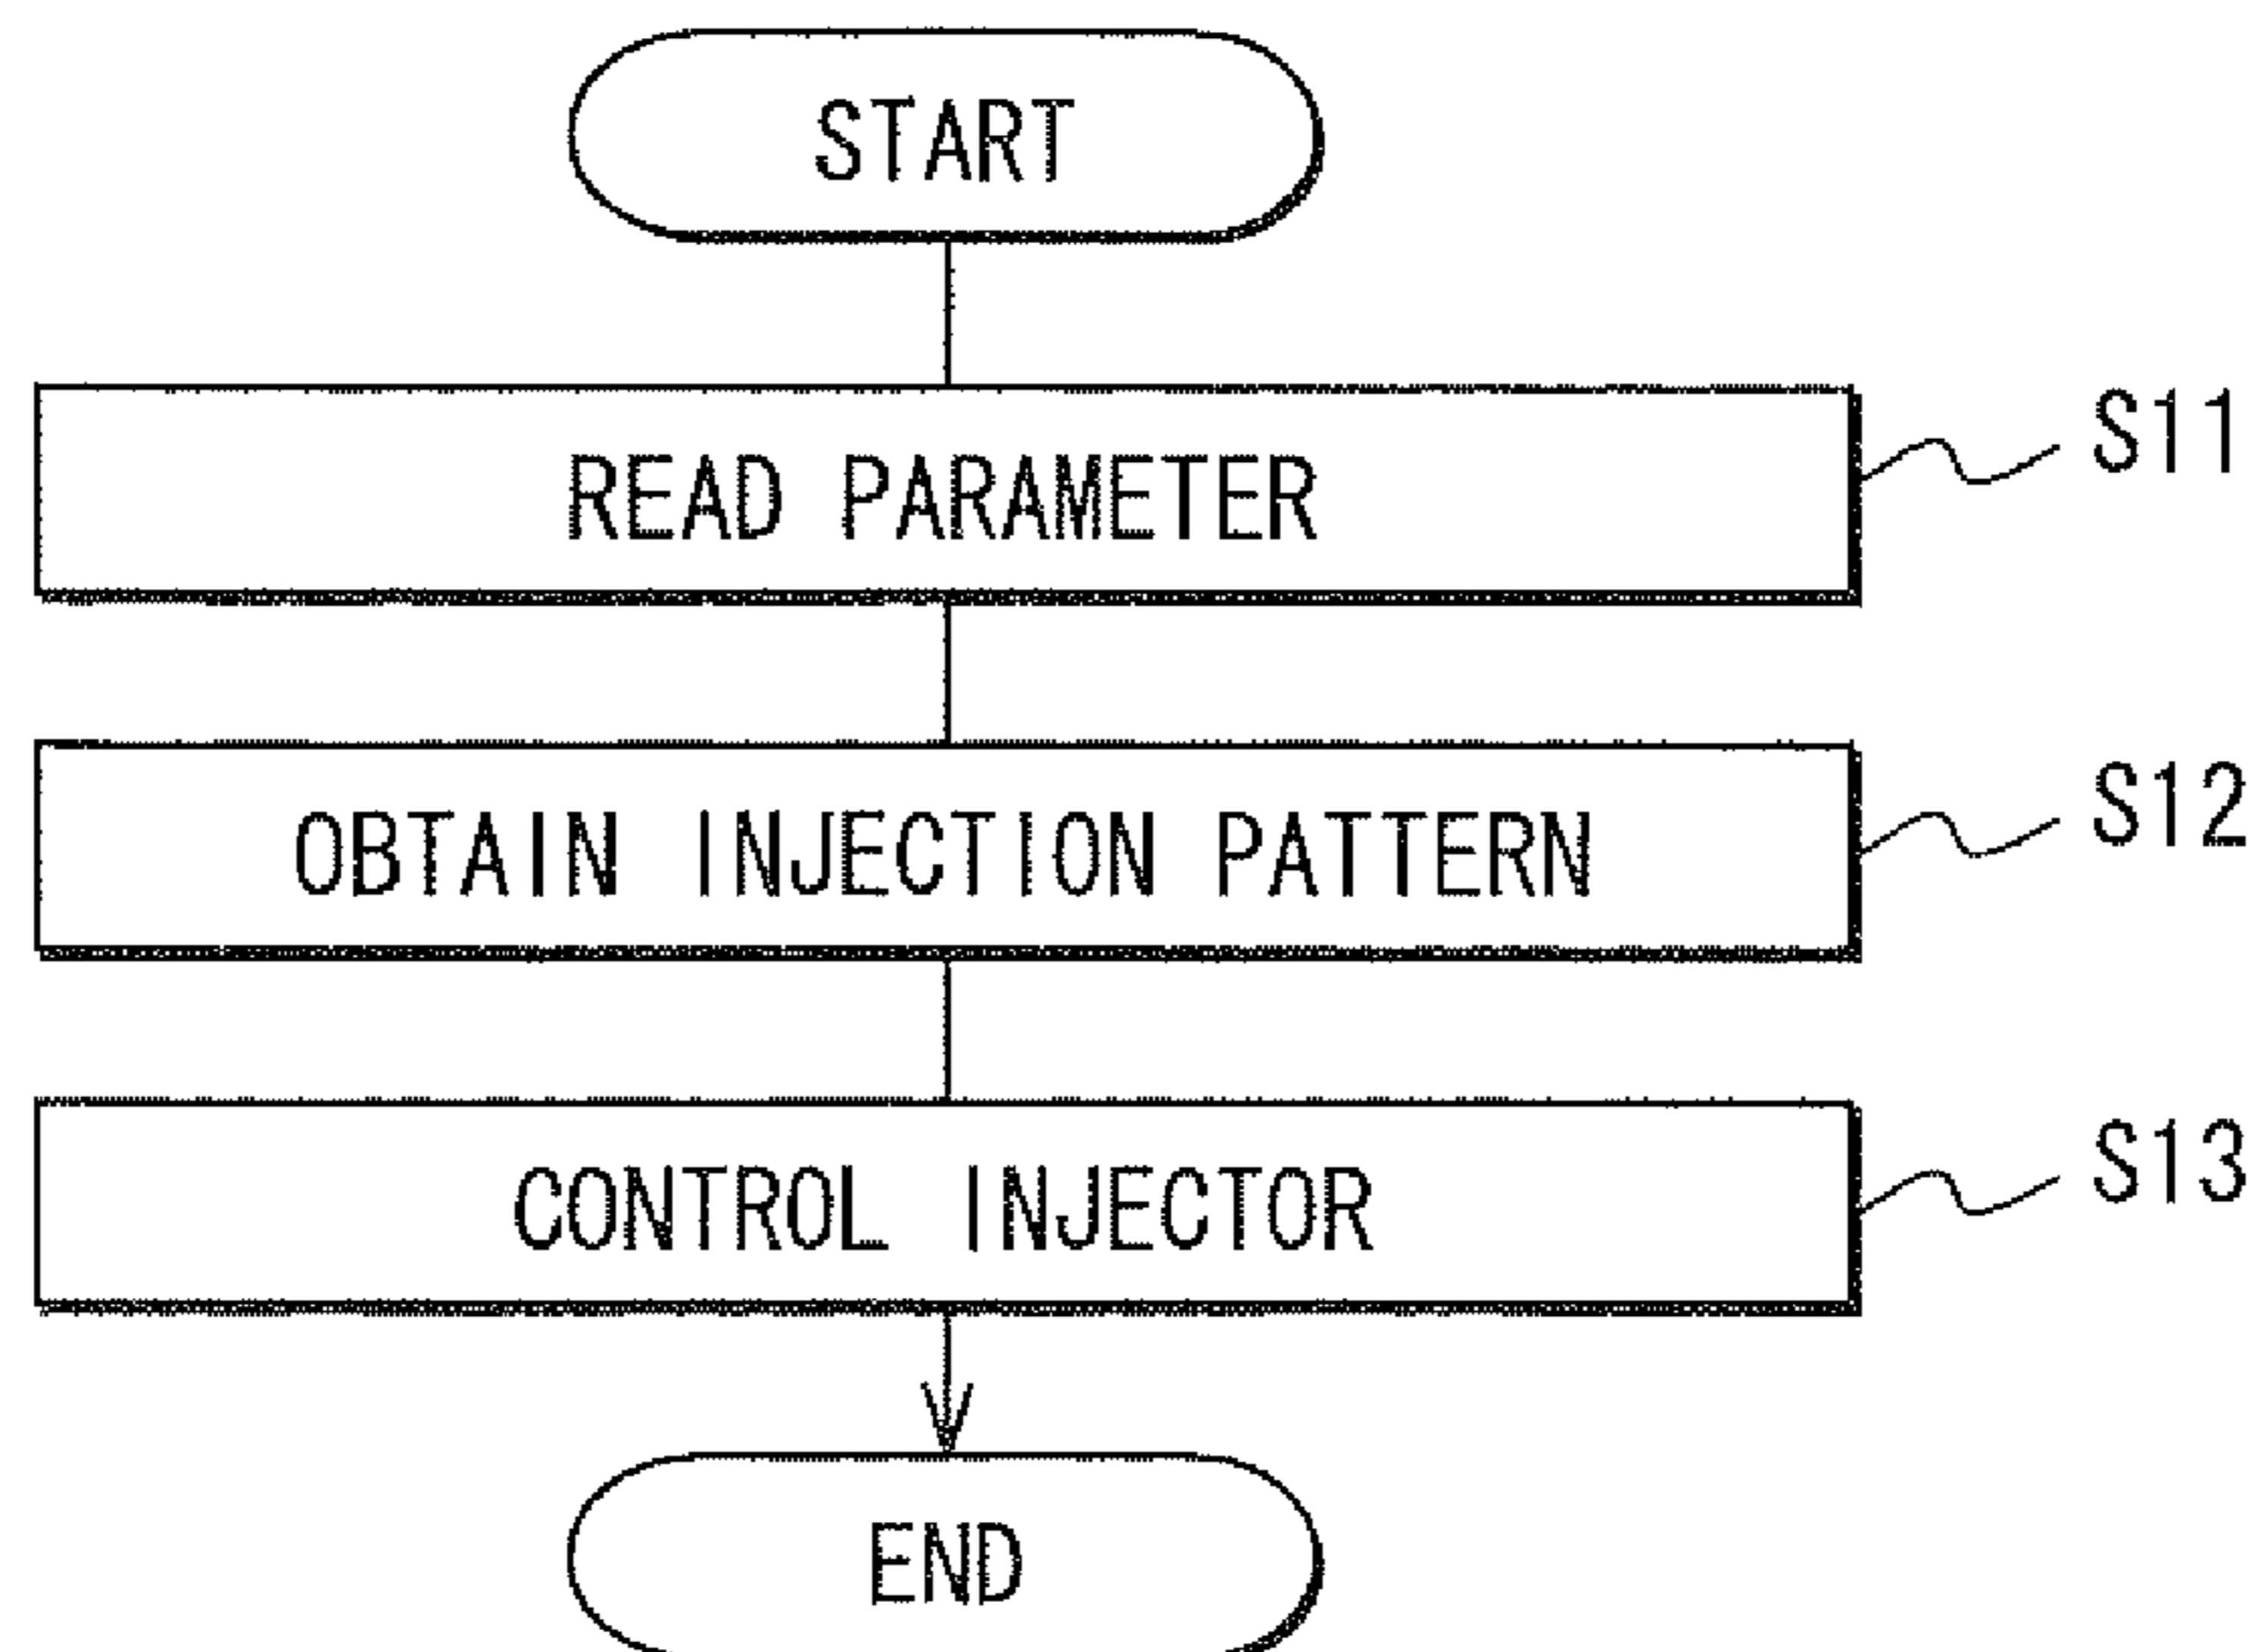 START
READ PARAMETER S11
OBTAIN INJECTION PATTERN S12
CONTROL INJECTOR S13
END